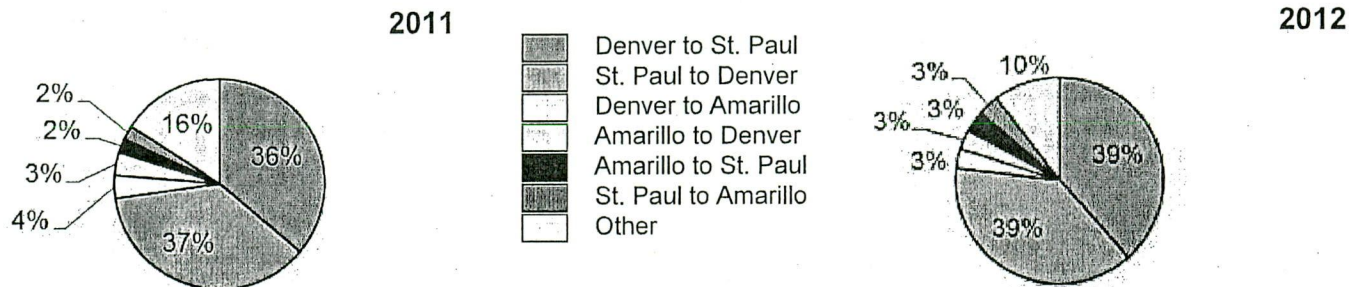 2011
2%
2%
3%
4%
16%
36%
37%
Denver to St. Paul
St. Paul to Denver
Denver to Amarillo
Amarillo to Denver
Amarillo to St. Paul
St. Paul to Amarillo
Other
2012
3%
3%
3%
3%
10%
39%
39%